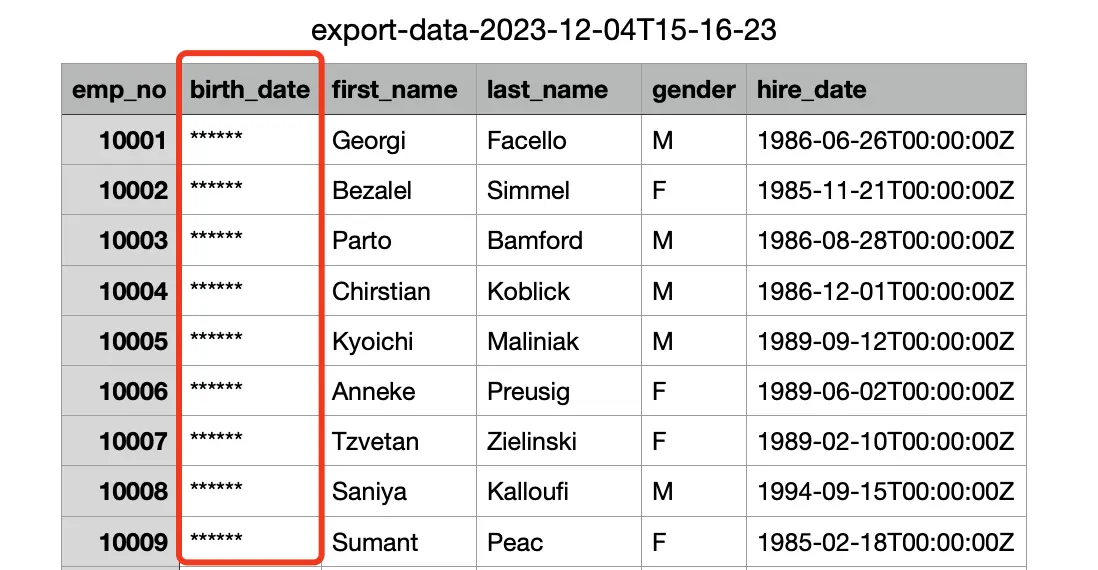 export-data-2023-12-04T15-16-23
emp_no birth_date first_name last_name gender hire_date
10001 ****** Georgi Facello M 1986-06-26T00:00:00Z
10002 ****** Bezalel Simmel F 1985-11-21T00:00:00Z
10003 ****** Parto Bamford M 1986-08-28T00:00:00Z
10004 ****** Chirstian Koblick M 1986-12-01T00:00:00Z
10005 ****** Kyoichi Maliniak M 1989-09-12T00:00:00Z
10006 ****** Anneke Preusig F 1989-06-02T00:00:00Z
10007 ****** Tzvetan Zielinski F 1989-02-10T00:00:00Z
10008 ****** Saniya Kalloufi M 1994-09-15T00:00:00Z
10009 ****** Sumant Peac F 1985-02-18T00:00:00Z